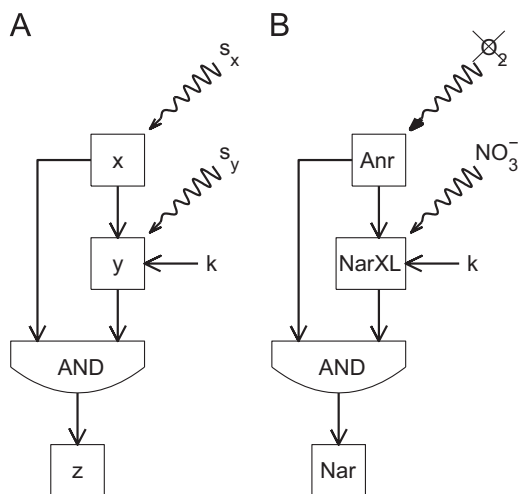 A
s_x
x
s_y
y
k
AND
z
B
O_2
Anr
NO_3^-
NarXL
k
AND
Nar